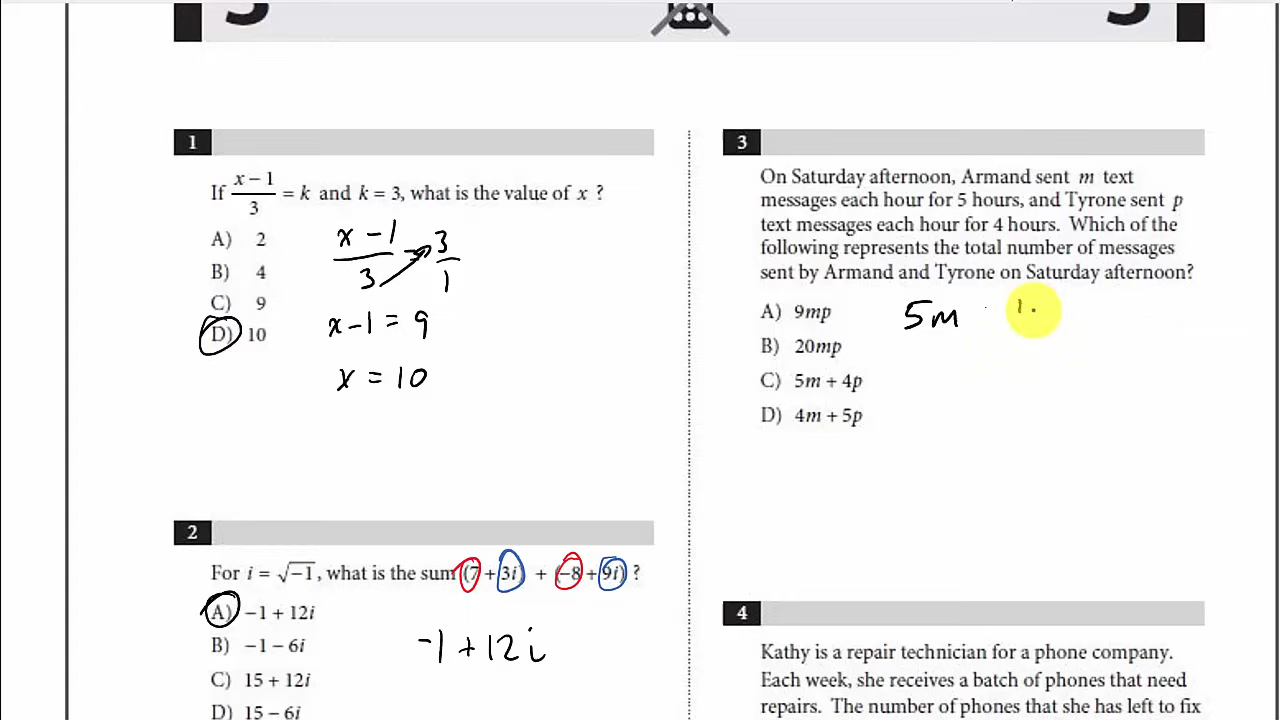 1
If x – 1 / 3 = k and k = 3, what is the value of x ?
A) 2
B) 4
C) 9
D) 10
x - 1 / 3 = 3 / 1
x - 1 = 9
x = 10
2
For i = √–1, what is the sum (7 + 3i) + (–8 + 9i) ?
A) –1 + 12i
B) –1 – 6i
C) 15 + 12i
D) 15 – 6i
-1 + 12i
3
On Saturday afternoon, Armand sent m text
messages each hour for 5 hours, and Tyrone sent p
text messages each hour for 4 hours. Which of the
following represents the total number of messages
sent by Armand and Tyrone on Saturday afternoon?
A) 9mp
B) 20mp
C) 5m + 4p
D) 4m + 5p
5m
4
Kathy is a repair technician for a phone company.
Each week, she receives a batch of phones that need
repairs. The number of phones that she has left to fix